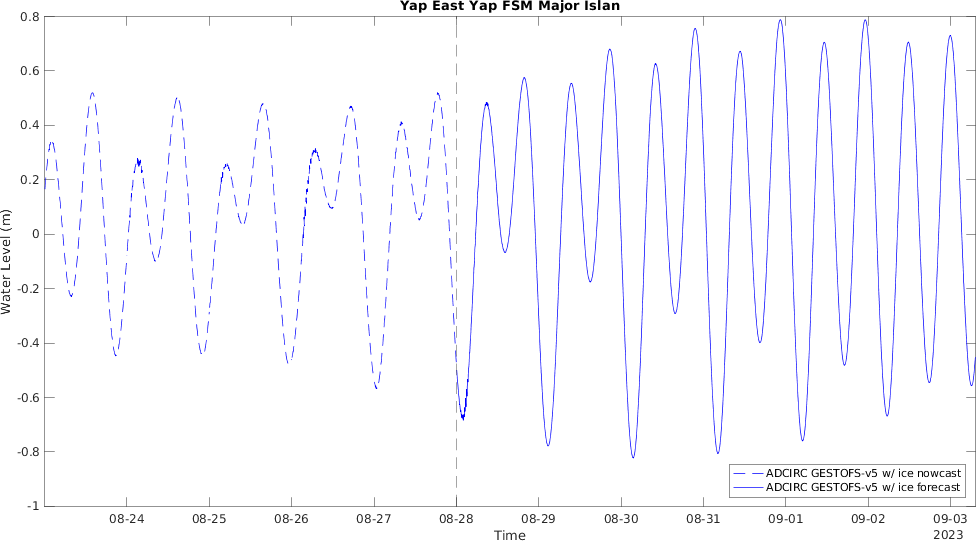 Yap East Yap FSM Major Islan
0.8
0.6
0.4
0.2
0
-0.2
-0.4
-0.6
-0.8
-1
Water Level (m)
ADCIRC GESTOFS-v5 w/ ice nowcast
ADCIRC GESTOFS-v5 w/ ice forecast
08-24 08-25 08-26 08-27 08-28 08-29 08-30 08-31 09-01 09-02 09-03
2023
Time